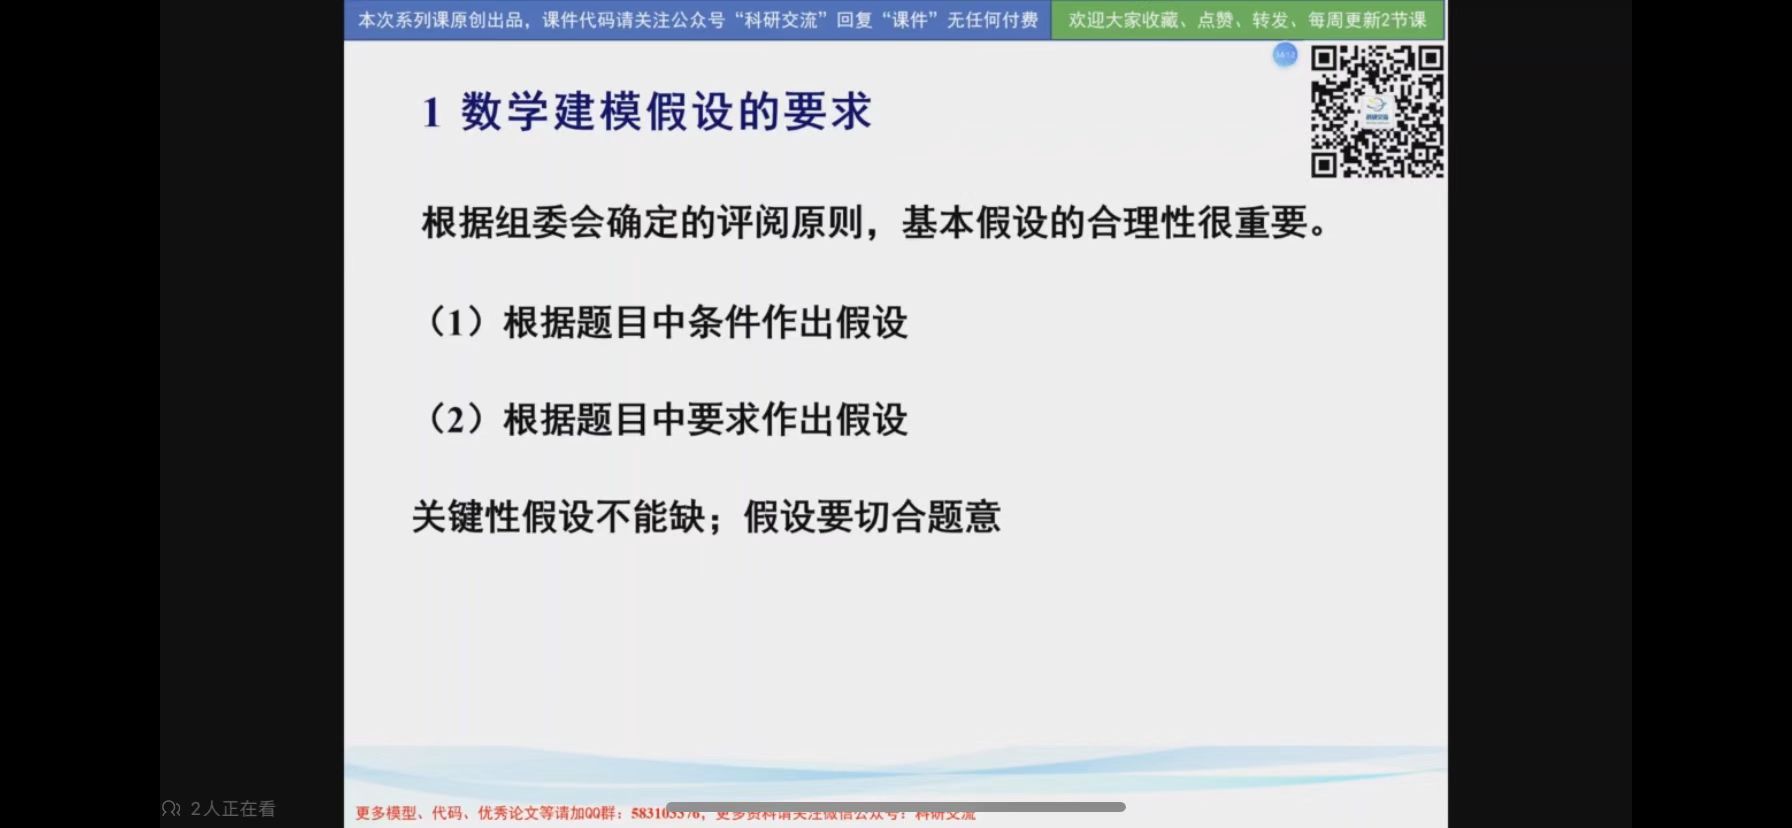 本次系列课原创出品，课件代码请关注公众号“科研交流”回复“课件”无任何付费
欢迎大家收藏、点赞、转发、每周更新2节课
1 数学建模假设的要求
根据组委会确定的评阅原则，基本假设的合理性很重要。
（1）根据题目中条件作出假设
（2）根据题目中要求作出假设
关键性假设不能缺；假设要切合题意
2人正在看
更多模型、代码、优秀论文等请加QQ群：
更多资料请关注微信公众号：科研交流